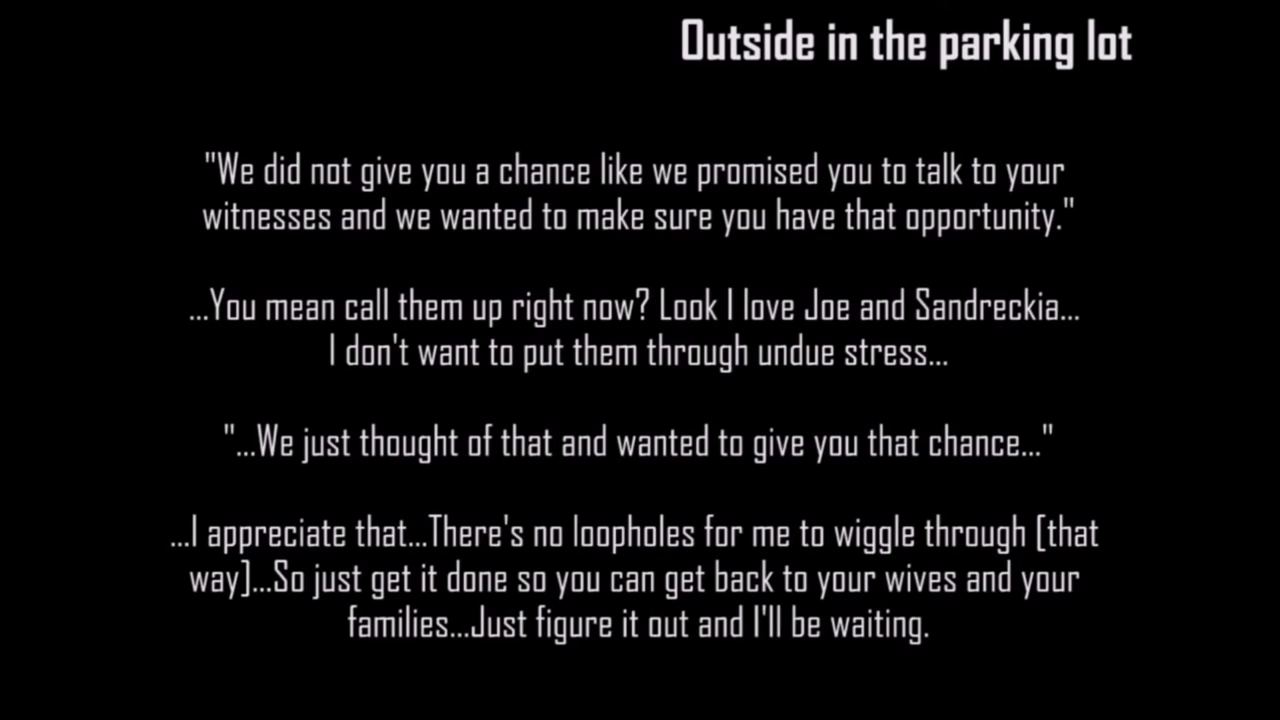 Outside in the parking lot
"We did not give you a chance like we promised you to talk to your
witnesses and we wanted to make sure you have that opportunity."
...You mean call them up right now? Look I love Joe and Sandreckia...
I don't want to put them through undue stress...
"...We just thought of that and wanted to give you that chance..."
...I appreciate that...There's no loopholes for me to wiggle through [that
way]...So just get it done so you can get back to your wives and your
families...Just figure it out and I'll be waiting.